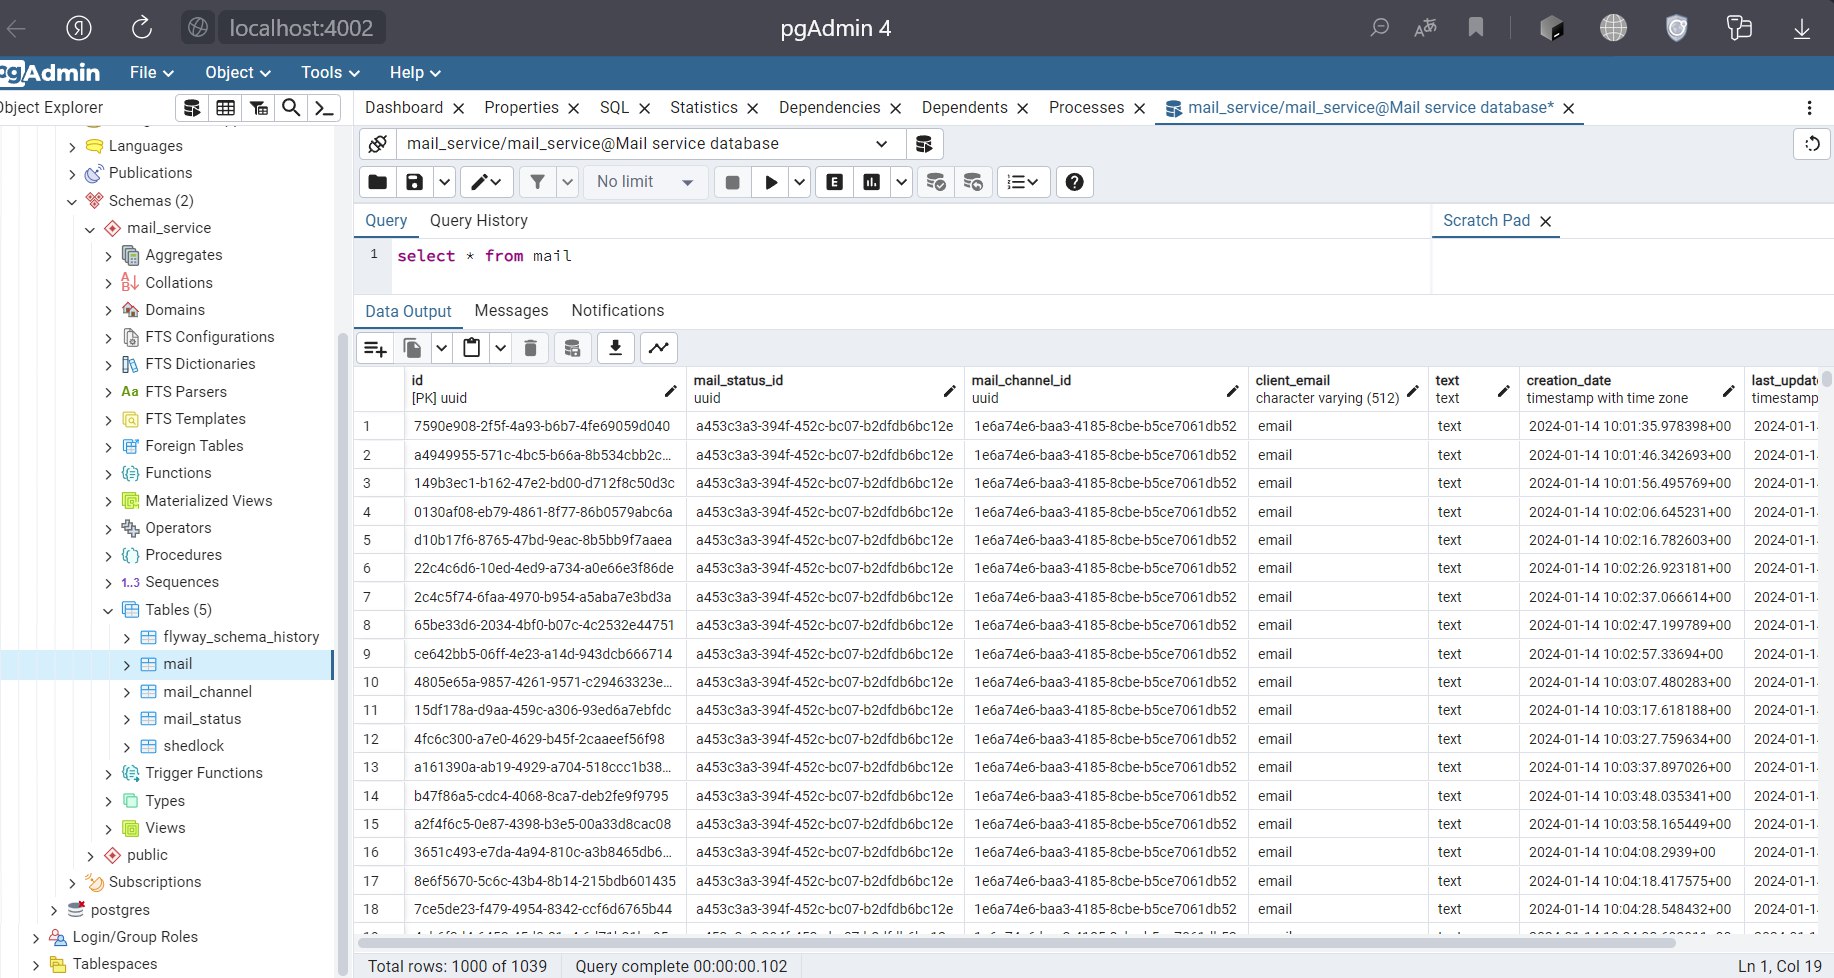 localhost:4002
pgAdmin 4
pgAdmin
File
Object
Tools
Help
Object Explorer
Dashboard
Properties
SQL
Statistics
Dependencies
Dependents
Processes
mail_service/mail_service@Mail service database*
mail_service/mail_service@Mail service database
No limit
E
Query
Query History
Scratch Pad
1 select * from mail
Data Output
Messages
Notifications
Languages
Publications
Schemas (2)
mail_service
Aggregates
Collations
Domains
FTS Configurations
FTS Dictionaries
Aa FTS Parsers
FTS Templates
Foreign Tables
Functions
Materialized Views
Operators
Procedures
1..3 Sequences
Tables (5)
flyway_schema_history
mail
mail_channel
mail_status
shedlock
Trigger Functions
Types
Views
public
Subscriptions
postgres
Login/Group Roles
Tablespaces
id mail_status_id mail_channel_id client_email text creation_date
[PK] uuid uuid uuid character varying (512) text timestamp with time zone timestamp
1 7590e908-2f5f-4a93-b6b7-4fe69059d040 a453c3a3-394f-452c-bc07-b2dfdb6bc12e 1e6a74e6-baa3-4185-8cbe-b5ce7061db52 email text 2024-01-14 10:01:35.978398+00 2024-01-1
2 a4949955-571c-4bc5-b66a-8b534cbb2c... a453c3a3-394f-452c-bc07-b2dfdb6bc12e 1e6a74e6-baa3-4185-8cbe-b5ce7061db52 email text 2024-01-14 10:01:46.342693+00 2024-01-1
3 149b3ec1-b162-47e2-bd00-d712f8c50d3c a453c3a3-394f-452c-bc07-b2dfdb6bc12e 1e6a74e6-baa3-4185-8cbe-b5ce7061db52 email text 2024-01-14 10:01:56.495769+00 2024-01-1
4 0130af08-eb79-4861-8f77-86b0579abc6a a453c3a3-394f-452c-bc07-b2dfdb6bc12e 1e6a74e6-baa3-4185-8cbe-b5ce7061db52 email text 2024-01-14 10:02:06.645231+00 2024-01-1
5 d10b17f6-8765-47bd-9eac-8b5bb9f7aaea a453c3a3-394f-452c-bc07-b2dfdb6bc12e 1e6a74e6-baa3-4185-8cbe-b5ce7061db52 email text 2024-01-14 10:02:16.782603+00 2024-01-1
6 22c4c6d6-10ed-4ed9-a734-a0e66e3f86de a453c3a3-394f-452c-bc07-b2dfdb6bc12e 1e6a74e6-baa3-4185-8cbe-b5ce7061db52 email text 2024-01-14 10:02:26.923181+00 2024-01-1
7 2c4c5f74-6faa-4970-b954-a5aba7e3bd3a a453c3a3-394f-452c-bc07-b2dfdb6bc12e 1e6a74e6-baa3-4185-8cbe-b5ce7061db52 email text 2024-01-14 10:02:37.066614+00 2024-01-1
8 65be33d6-2034-4bf0-b07c-4c2532e44751 a453c3a3-394f-452c-bc07-b2dfdb6bc12e 1e6a74e6-baa3-4185-8cbe-b5ce7061db52 email text 2024-01-14 10:02:47.199789+00 2024-01-1
9 ce642bb5-06ff-4e23-a14d-943dcb666714 a453c3a3-394f-452c-bc07-b2dfdb6bc12e 1e6a74e6-baa3-4185-8cbe-b5ce7061db52 email text 2024-01-14 10:02:57.33694+00 2024-01-1
10 4805e65a-9857-4261-9571-c29463323e... a453c3a3-394f-452c-bc07-b2dfdb6bc12e 1e6a74e6-baa3-4185-8cbe-b5ce7061db52 email text 2024-01-14 10:03:07.480283+00 2024-01-1
11 15df178a-d9aa-459c-a306-93ed6a7ebfdc a453c3a3-394f-452c-bc07-b2dfdb6bc12e 1e6a74e6-baa3-4185-8cbe-b5ce7061db52 email text 2024-01-14 10:03:17.618188+00 2024-01-1
12 4fc6c300-a7e0-4629-b45f-2caaeef56f98 a453c3a3-394f-452c-bc07-b2dfdb6bc12e 1e6a74e6-baa3-4185-8cbe-b5ce7061db52 email text 2024-01-14 10:03:27.759634+00 2024-01-1
13 a161390a-ab19-4929-a704-518ccc1b38... a453c3a3-394f-452c-bc07-b2dfdb6bc12e 1e6a74e6-baa3-4185-8cbe-b5ce7061db52 email text 2024-01-14 10:03:37.897026+00 2024-01-1
14 b47f86a5-cdc4-4068-8ca7-deb2fe9f9795 a453c3a3-394f-452c-bc07-b2dfdb6bc12e 1e6a74e6-baa3-4185-8cbe-b5ce7061db52 email text 2024-01-14 10:03:48.035341+00 2024-01-1
15 a2f4f6c5-0e87-4398-b3e5-00a33d8cac08 a453c3a3-394f-452c-bc07-b2dfdb6bc12e 1e6a74e6-baa3-4185-8cbe-b5ce7061db52 email text 2024-01-14 10:03:58.165449+00 2024-01-1
16 3651c493-e7da-4a94-810c-a3b8465db6... a453c3a3-394f-452c-bc07-b2dfdb6bc12e 1e6a74e6-baa3-4185-8cbe-b5ce7061db52 email text 2024-01-14 10:04:08.2939+00 2024-01-1
17 8e6f5670-5c6c-43b4-8b14-215bdb601435 a453c3a3-394f-452c-bc07-b2dfdb6bc12e 1e6a74e6-baa3-4185-8cbe-b5ce7061db52 email text 2024-01-14 10:04:18.417575+00 2024-01-1
18 7ce5de23-f479-4954-8342-ccf6d6765b44 a453c3a3-394f-452c-bc07-b2dfdb6bc12e 1e6a74e6-baa3-4185-8cbe-b5ce7061db52 email text 2024-01-14 10:04:28.548432+00 2024-01-1
Total rows: 1000 of 1039
Query complete 00:00:00.102
Ln 1, Col 19